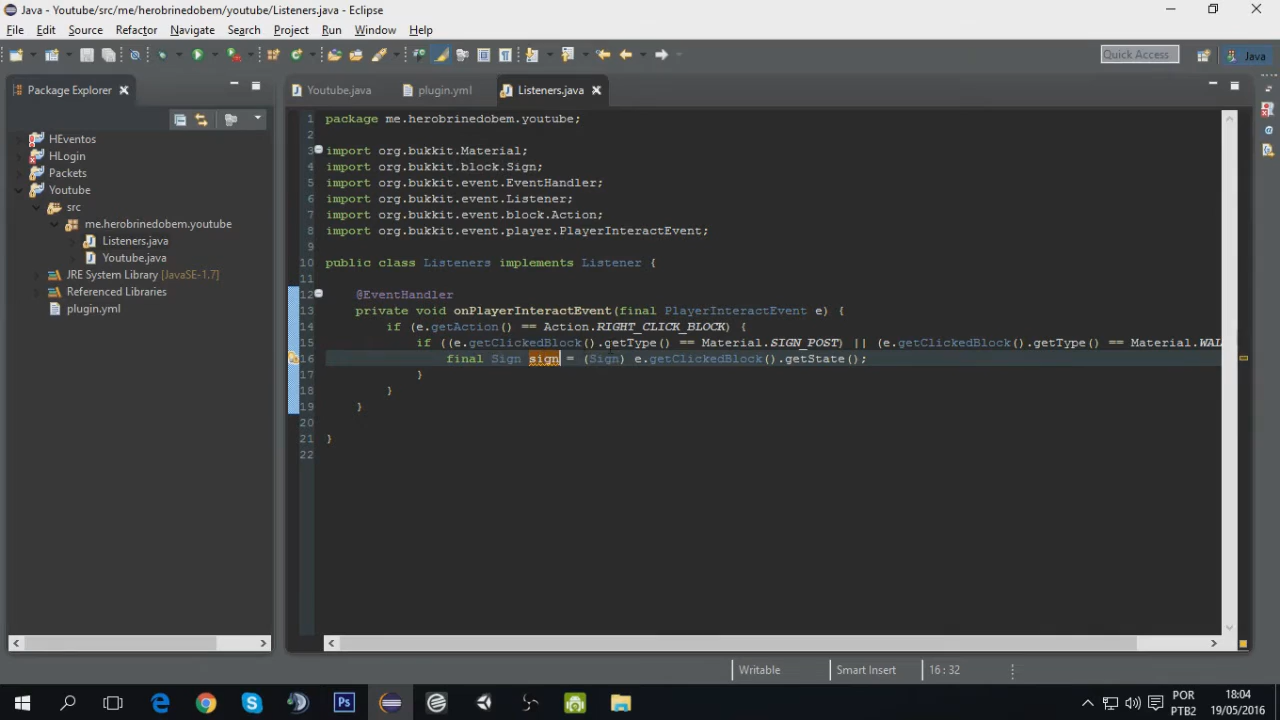 Java - Youtube/src/me/herobrinedobem/youtube/Listeners.java - Eclipse
File Edit Source Refactor Navigate Search Project Run Window Help
Quick Access
Java
Package Explorer
Youtube.java
plugin.yml
Listeners.java
HEventos
HLogin
Packets
Youtube
src
me.herobrinedobem.youtube
Listeners.java
Youtube.java
JRE System Library [JavaSE-1.7]
Referenced Libraries
plugin.yml
1 package me.herobrinedobem.youtube;
2
3 import org.bukkit.Material;
4 import org.bukkit.block.Sign;
5 import org.bukkit.event.EventHandler;
6 import org.bukkit.event.Listener;
7 import org.bukkit.event.block.Action;
8 import org.bukkit.event.player.PlayerInteractEvent;
9
10 public class Listeners implements Listener {
11
12 @EventHandler
13 private void onPlayerInteractEvent(final PlayerInteractEvent e) {
14 if (e.getAction() == Action.RIGHT_CLICK_BLOCK) {
15 if ((e.getClickedBlock().getType() == Material.SIGN_POST) || (e.getClickedBlock().getType() == Material.WAL
16 final Sign sign = (Sign) e.getClickedBlock().getState();
17 }
18 }
19 }
20
21 }
22
Writable
Smart Insert
16 : 32
Ps
POR
PTB2
18:04
19/05/2016